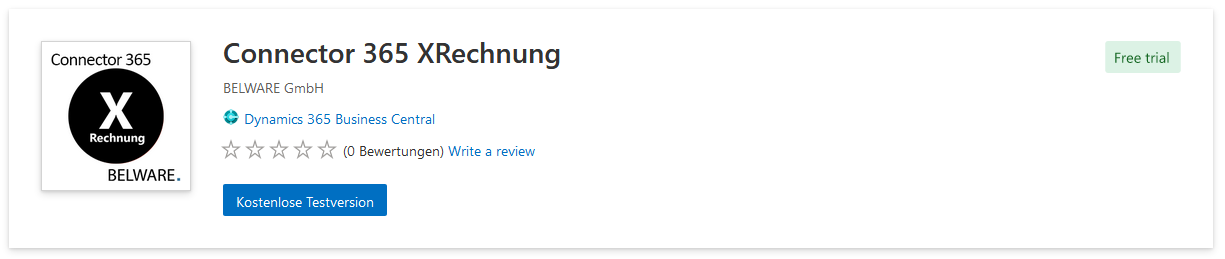 Connector 365
X
Rechnung
BELWARE.
Connector 365 XRechnung
BELWARE GmbH
Dynamics 365 Business Central
(0 Bewertungen) Write a review
Kostenlose Testversion
Free trial